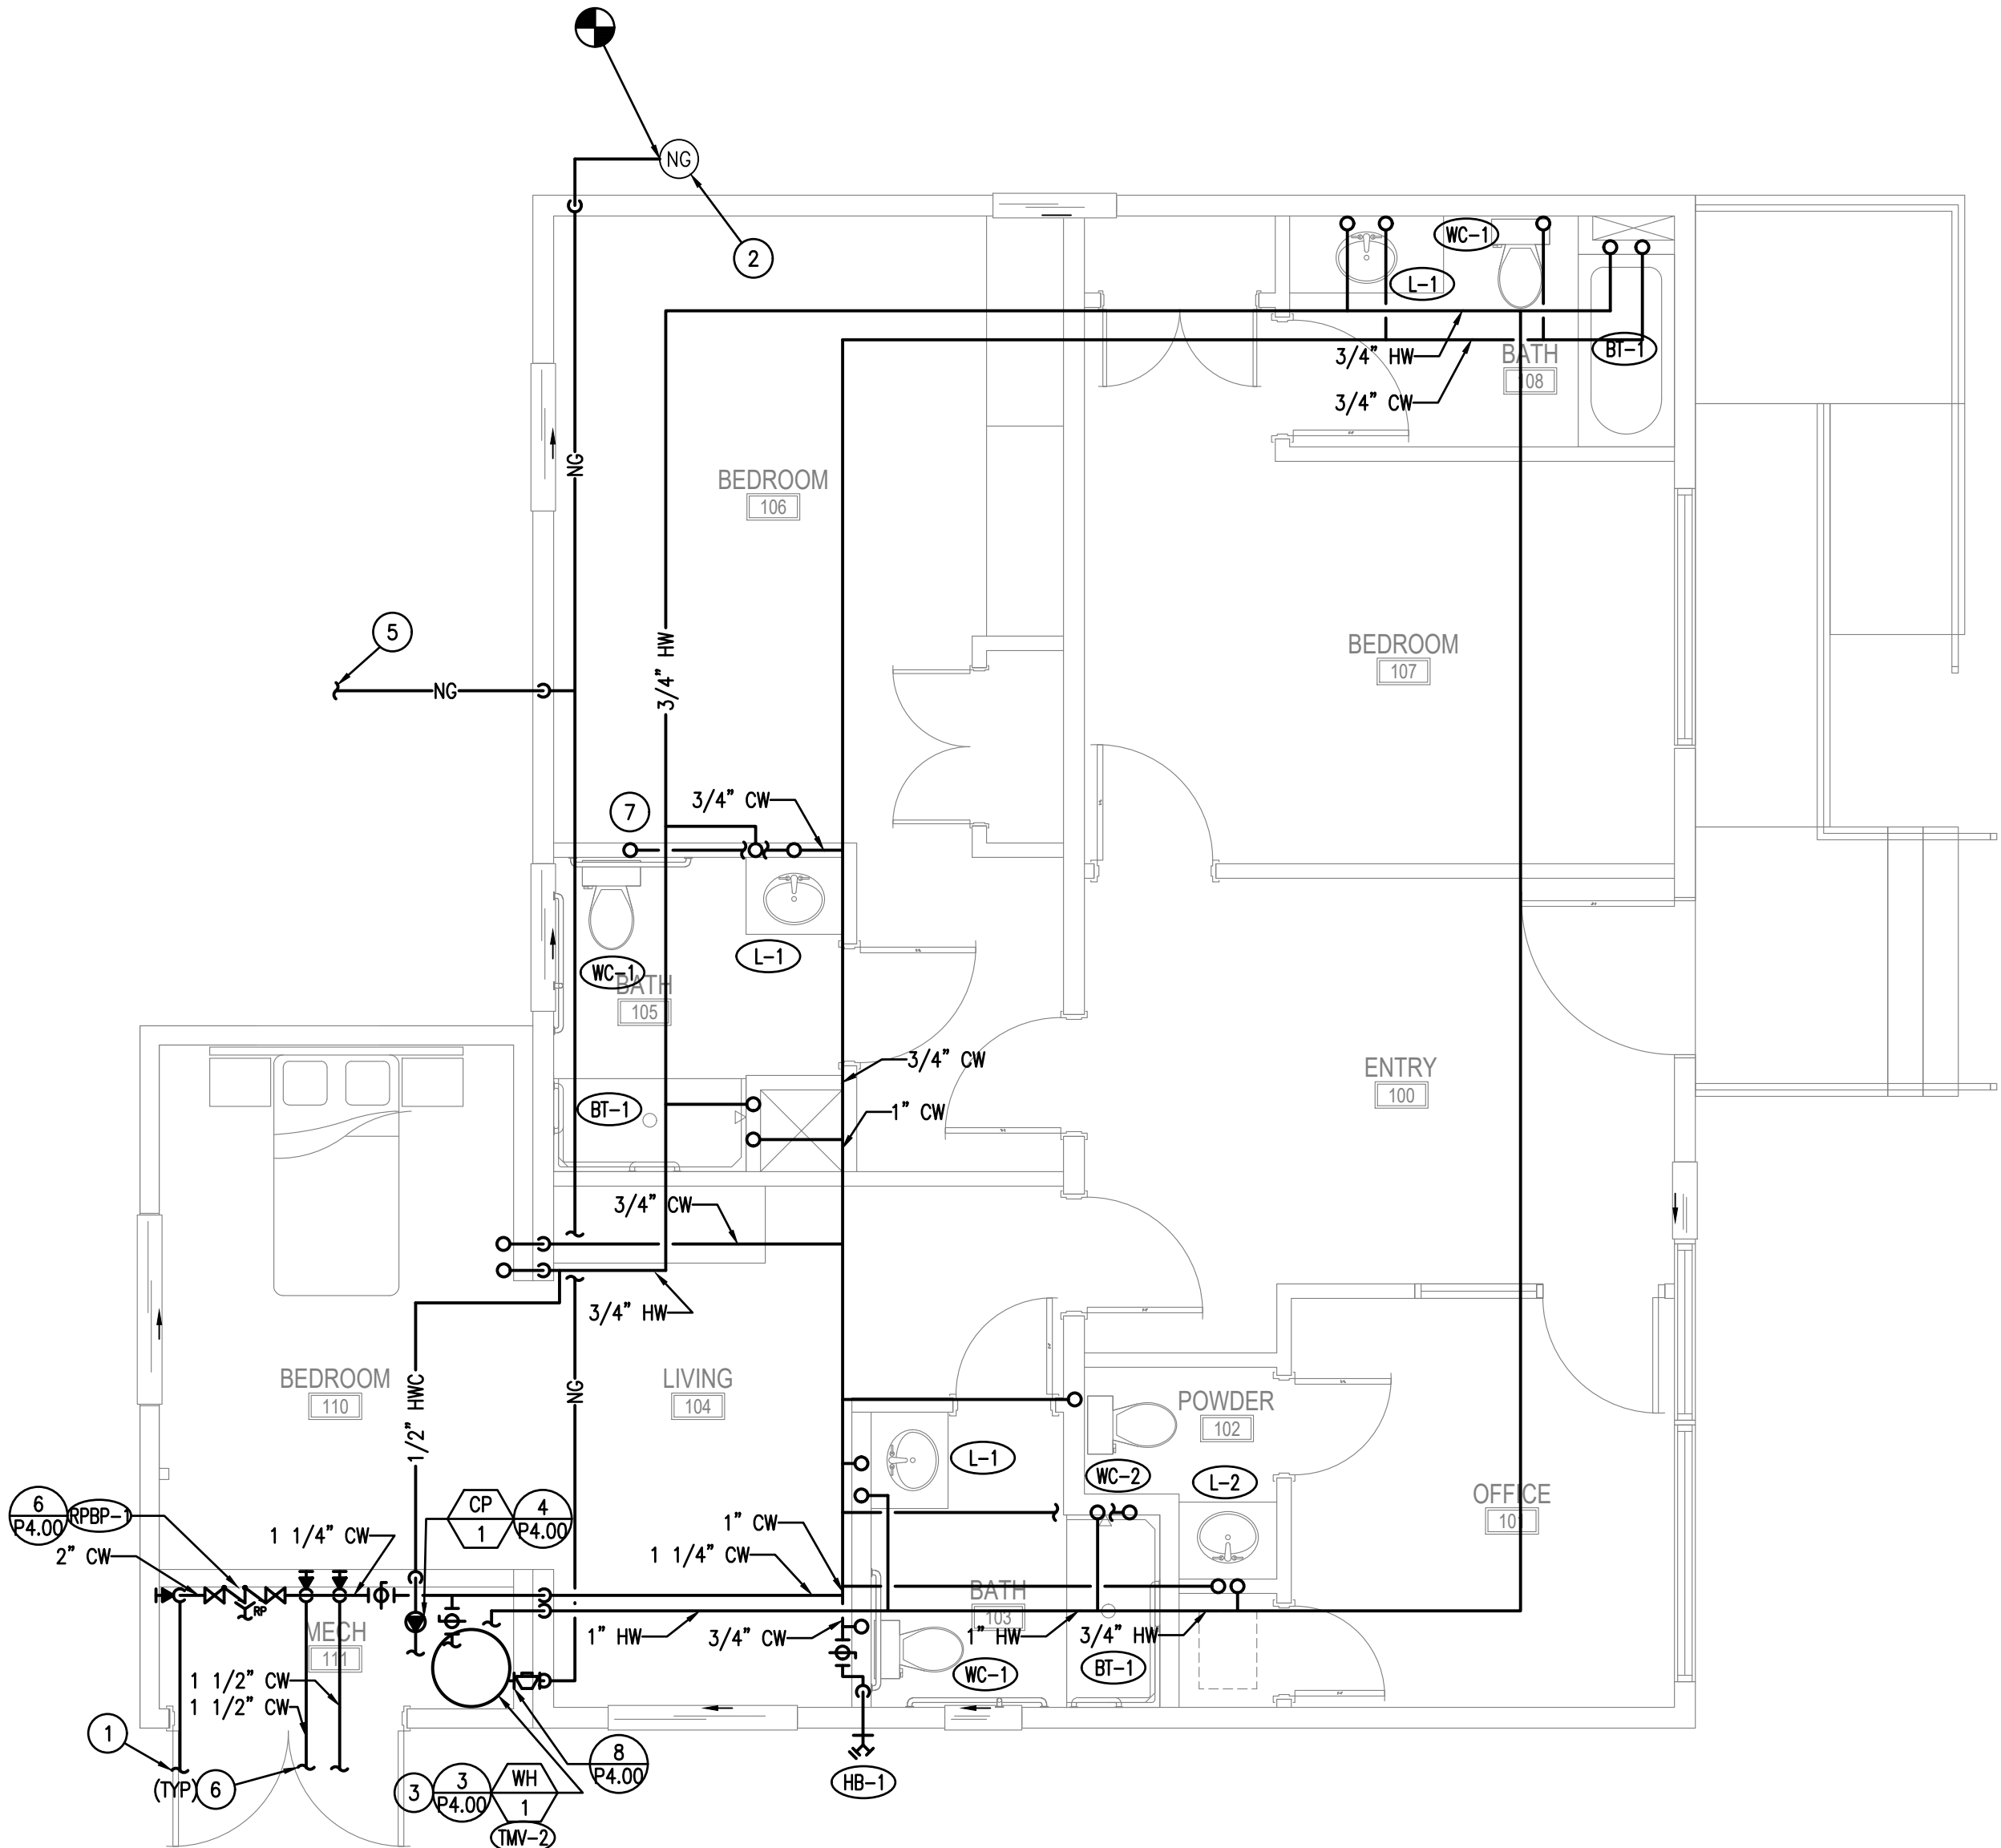 NG
2
WC-1
L-1
3/4" HW
BATH
108
BT-1
3/4" CW
NG
BEDROOM
106
5
3/4" HW
BEDROOM
107
NG
7
3/4" CW
L-1
WC-1
BATH
105
3/4" CW
ENTRY
100
BT-1
1" CW
3/4" CW
3/4" HW
BEDROOM
110
1/2" HWC
NG
LIVING
104
POWDER
102
L-1
WC-2
L-2
OFFICE
101
6
P4.00
RPBP-1
CP
1
4
P4.00
1 1/4" CW
2" CW
1" CW
1 1/4" CW
RP
BATH
103
MECH
111
1" HW
3/4" CW
1" HW
3/4" HW
WC-1
BT-1
1 1/2" CW
1 1/2" CW
1
(TYP)
6
3
3
P4.00
WH
1
TMV-2
8
P4.00
HB-1